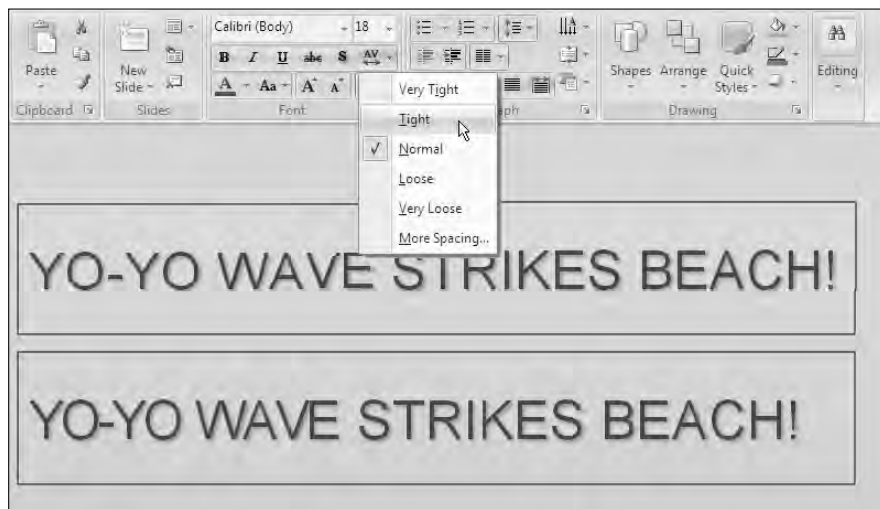 Calibri (Body) 18
B I U abc S AV
Paste New Slide A Aa A A Shapes Arrange Quick Styles Editing
Clipboard Slides Font aph Drawing
Very Tight
Tight
Normal
Loose
Very Loose
More Spacing...
YO-YO WAVE STRIKES BEACH!
YO-YO WAVE STRIKES BEACH!